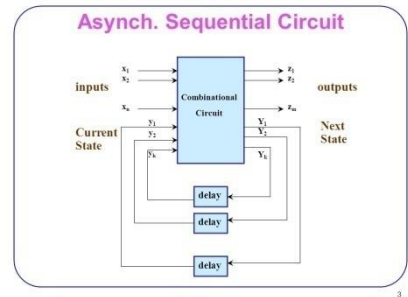 Asynch. Sequential Circuit
inputs
x₁
x₂
xₙ
Combinational
Circuit
z₁
z₂
zₘ
outputs
Current
State
y₁
y₂
yₖ
Y₁
Y₂
Yₖ
Next
State
delay
delay
delay
3